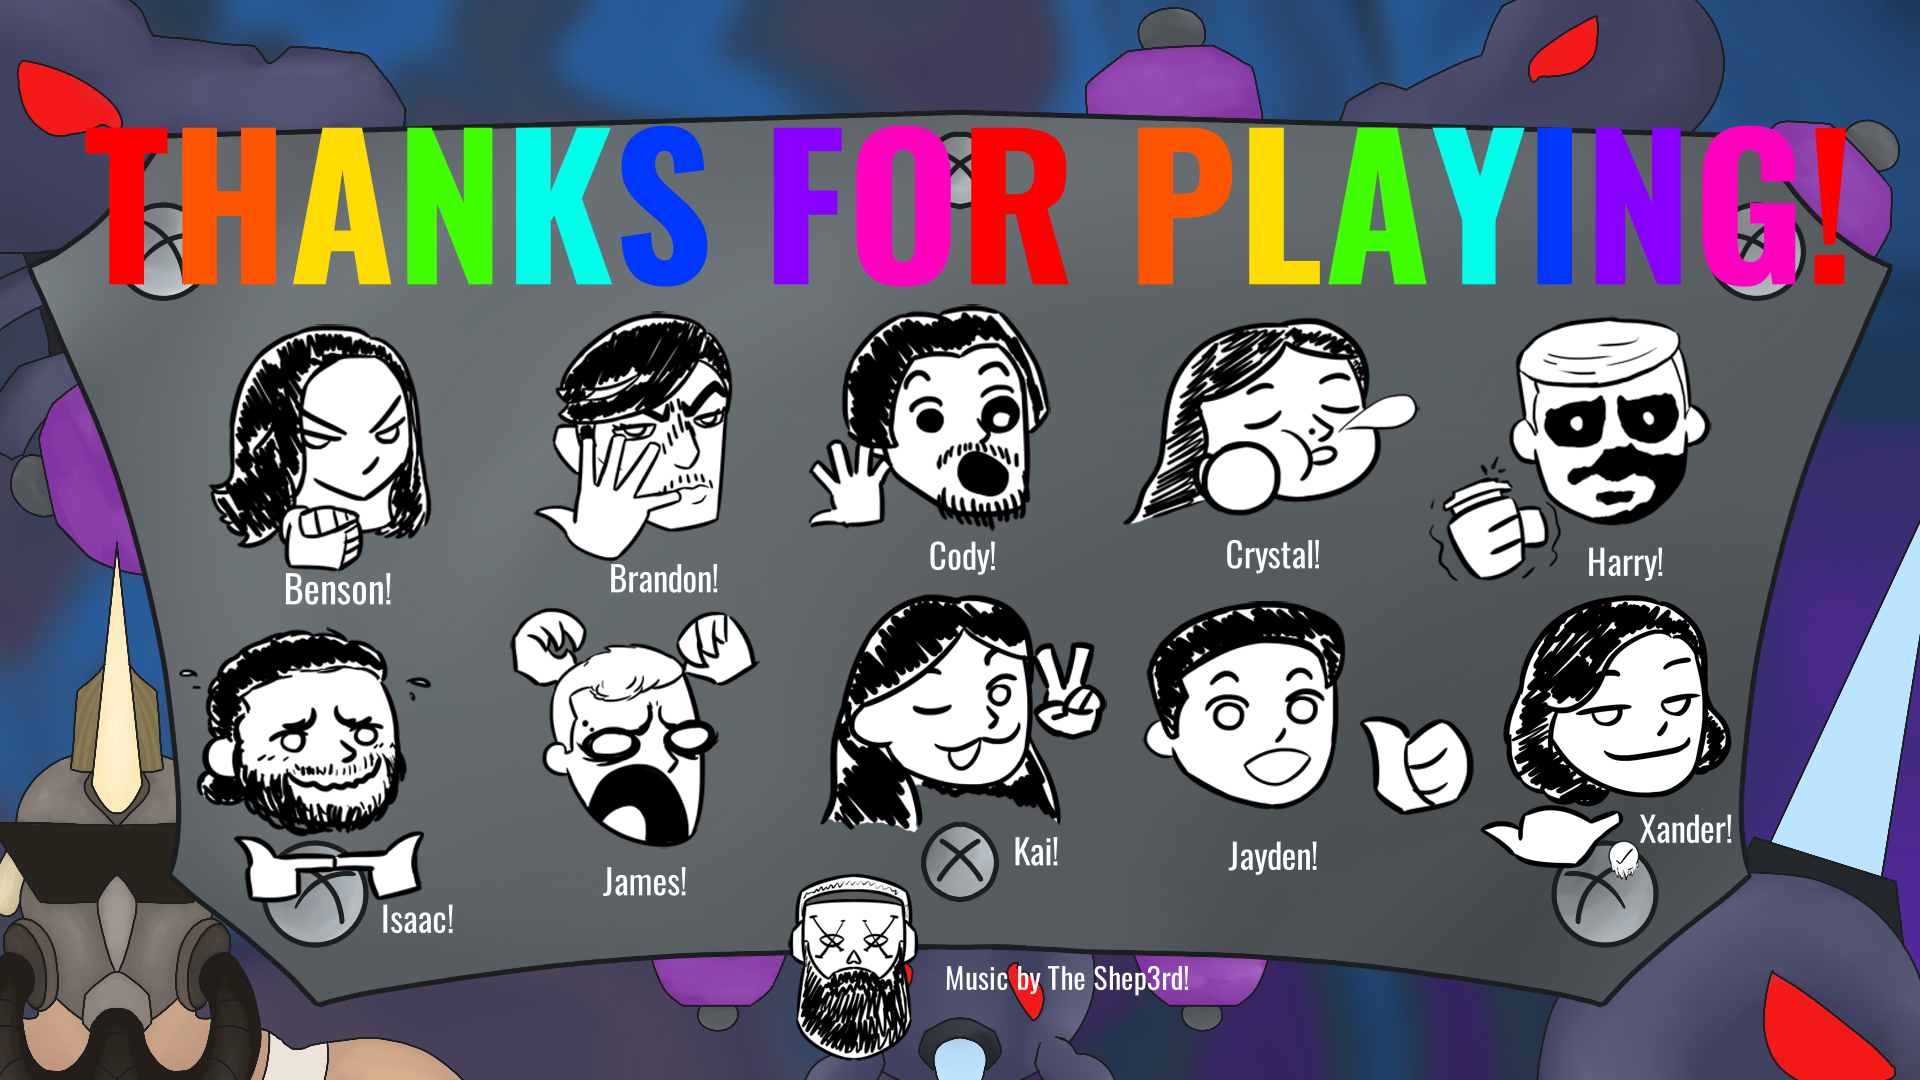 THANKS FOR PLAYING!
Benson!
Brandon!
Cody!
Crystal!
Harry!
Isaac!
James!
Kai!
Jayden!
Xander!
Music by The Shep3rd!